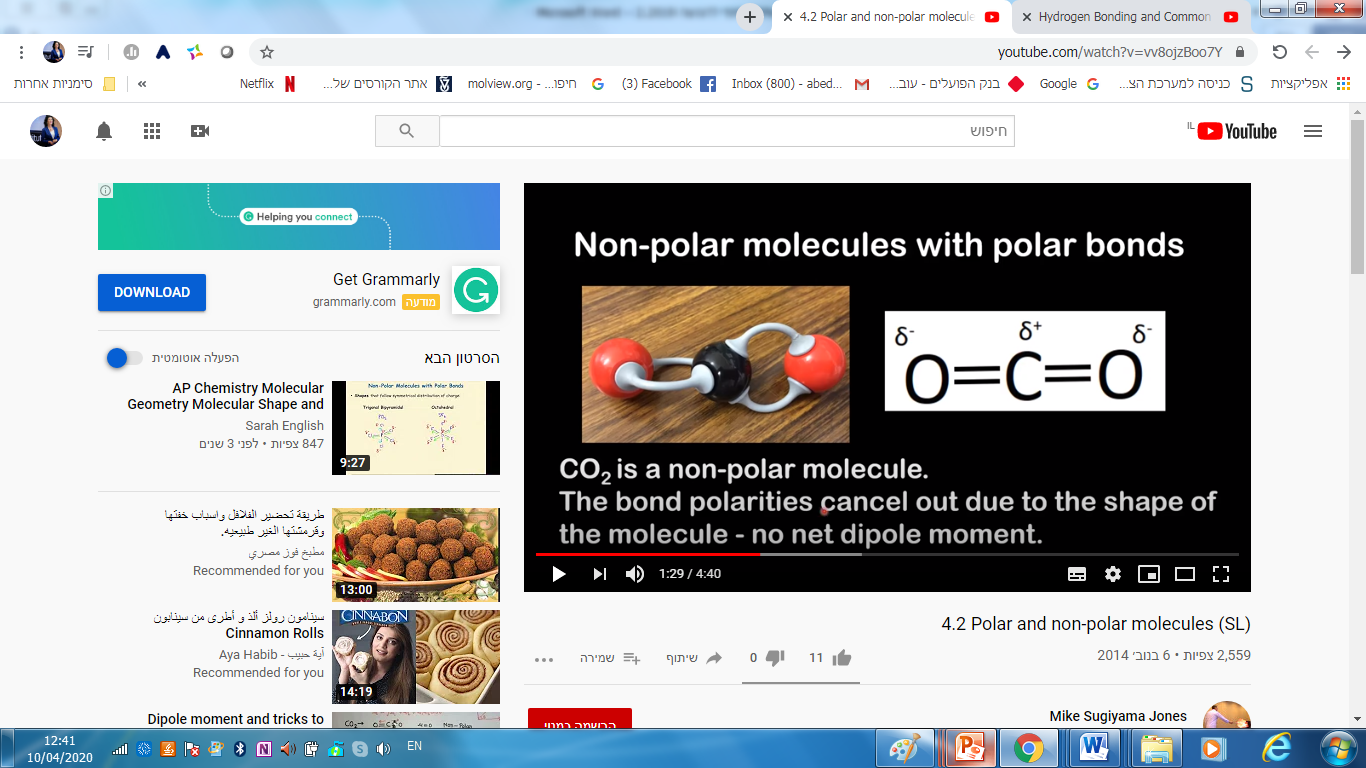 4.2 Polar and non-polar molecule
Hydrogen Bonding and Common
youtube.com/watch?v=vv8ojzBoo7Y
אפליקציות
כניסה למערכת הצ...
Google
בנק הפועלים - עוב...
Inbox (800) - abed...
(3) Facebook
חיפו... - molview.org
אתר הקורסים של...
Netflix
»
סימניות אחרות
YouTube
IL
חיפוש
Helping you connect
Get Grammarly
מודעה grammarly.com
DOWNLOAD
הסרטון הבא
הפעלה אוטומטית
AP Chemistry Molecular
Geometry Molecular Shape and
Sarah English
847 צפיות • לפני 3 שנים
Non-Polar Molecules with Polar Bonds
Trigonal Bipyramidal
Octahedral
9:27
طريقة تحضير الفلافل واسباب خفتها
وقرمشتها الغير طبيعيه.
مطبخ فوز مصري
Recommended for you
13:00
سينامون رولز ألذ و أطرى من سينابون
Cinnamon Rolls
Aya Habib - آية حبيب
Recommended for you
CINNABON
14:19
Dipole moment and tricks to
Non-polar molecules with polar bonds
δ- δ+ δ-
O=C=O
CO2 is a non-polar molecule.
The bond polarities cancel out due to the shape of
the molecule - no net dipole moment.
1:29 / 4:40
4.2 Polar and non-polar molecules (SL)
2,559 צפיות • 6 בנוב׳ 2014
11
0
שיתוף
שמירה
Mike Sugiyama Jones
הרשמה כמנוי
12:41
10/04/2020
EN